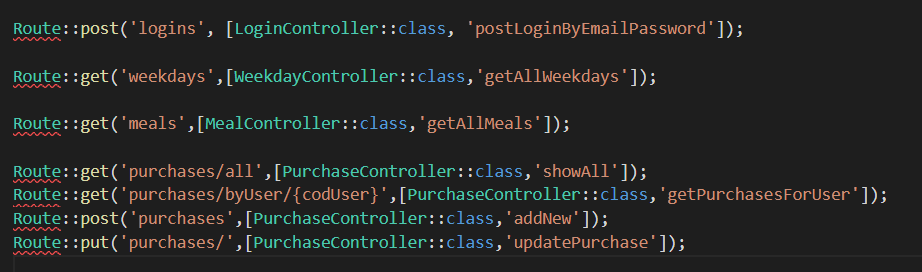 Route::post('logins', [LoginController::class, 'postLoginByEmailPassword']);
Route::get('weekdays',[WeekdayController::class,'getAllWeekdays']);
Route::get('meals',[MealController::class,'getAllMeals']);
Route::get('purchases/all',[PurchaseController::class,'showAll']);
Route::get('purchases/byUser/{codUser}',[PurchaseController::class,'getPurchasesForUser']);
Route::post('purchases',[PurchaseController::class,'addNew']);
Route::put('purchases/',[PurchaseController::class,'updatePurchase']);